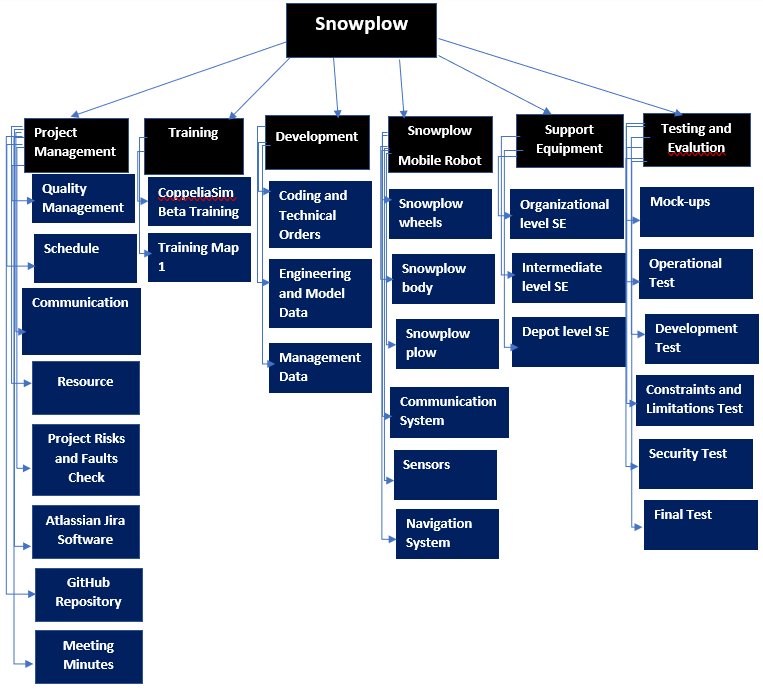 Snowplow
Project
Management
Training
Development
Snowplow
Mobile Robot
Support
Equipment
Testing and
Evalution
Quality
Management
Schedule
Communication
Resource
Project Risks
and Faults
Check
Atlassian Jira
Software
GitHub
Repository
Meeting
Minutes
CoppeliaSim
Beta Training
Training Map
1
Coding and
Technical
Orders
Engineering
and Model
Data
Management
Data
Snowplow
wheels
Snowplow
body
Snowplow
plow
Communication
System
Sensors
Navigation
System
Organizational
level SE
Intermediate
level SE
Depot level SE
Mock-ups
Operational
Test
Development
Test
Constraints and
Limitations Test
Security Test
Final Test